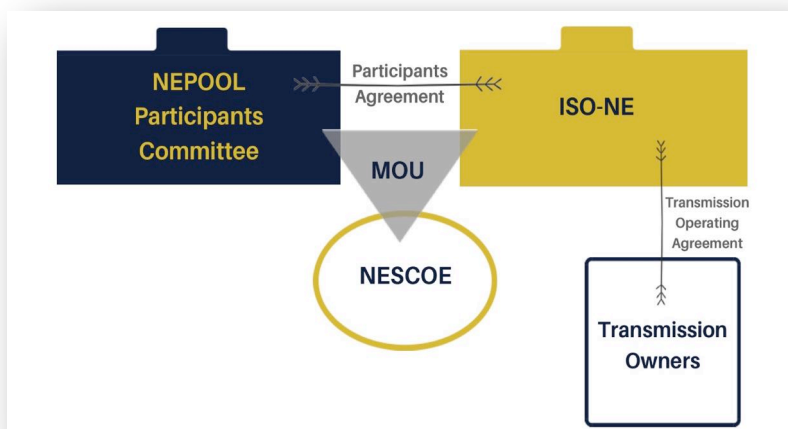 NEPOOL
Participants
Committee
Participants
Agreement
ISO-NE
MOU
NESCOE
Transmission
Operating
Agreement
Transmission
Owners